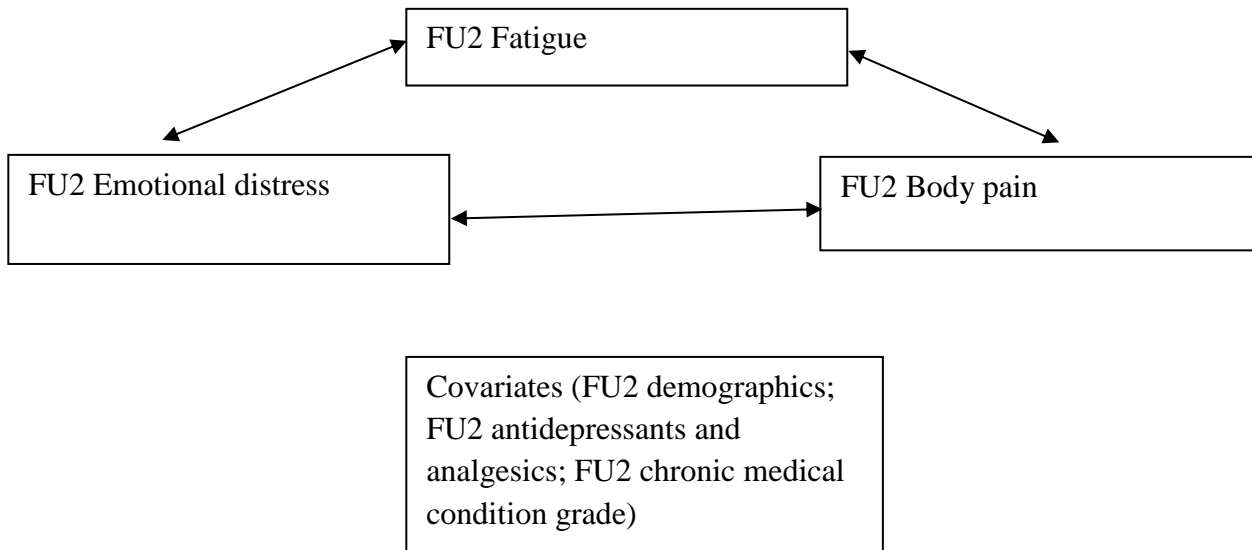 FU2 Fatigue
FU2 Emotional distress
FU2 Body pain
Covariates (FU2 demographics;
FU2 antidepressants and
analgesics; FU2 chronic medical
condition grade)